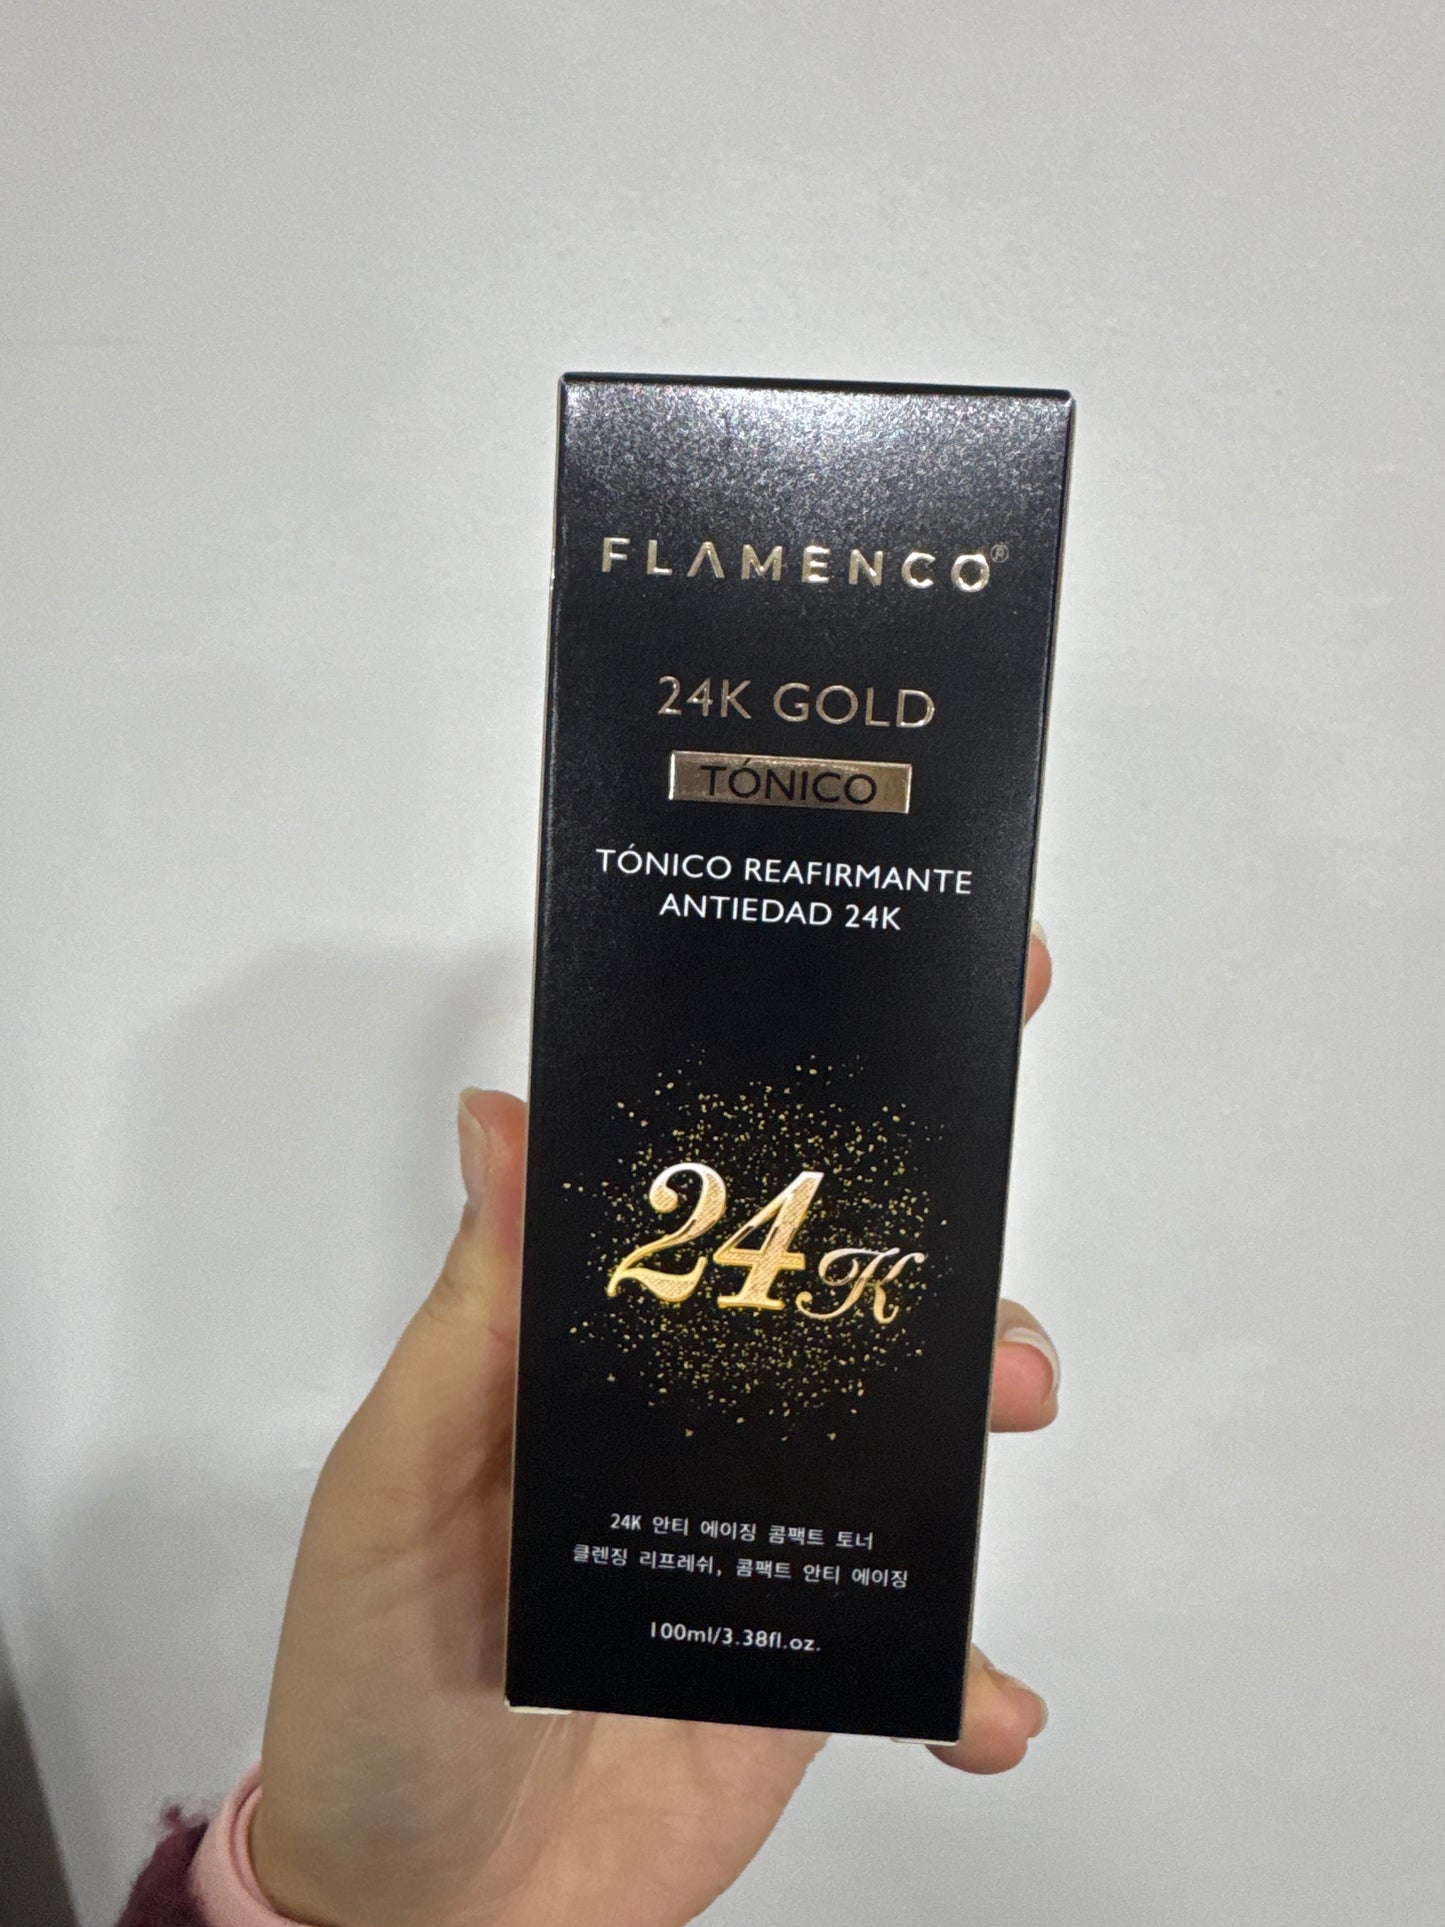 FLAMENCO®
24K GOLD
TÓNICO
TÓNICO REAFIRMANTE
ANTIEDAD 24K
24K
24K 안티 에이징 콤팩트 토너
클렌징 리프레쉬, 콤팩트 안티 에이징
100ml/3.38fl.oz.